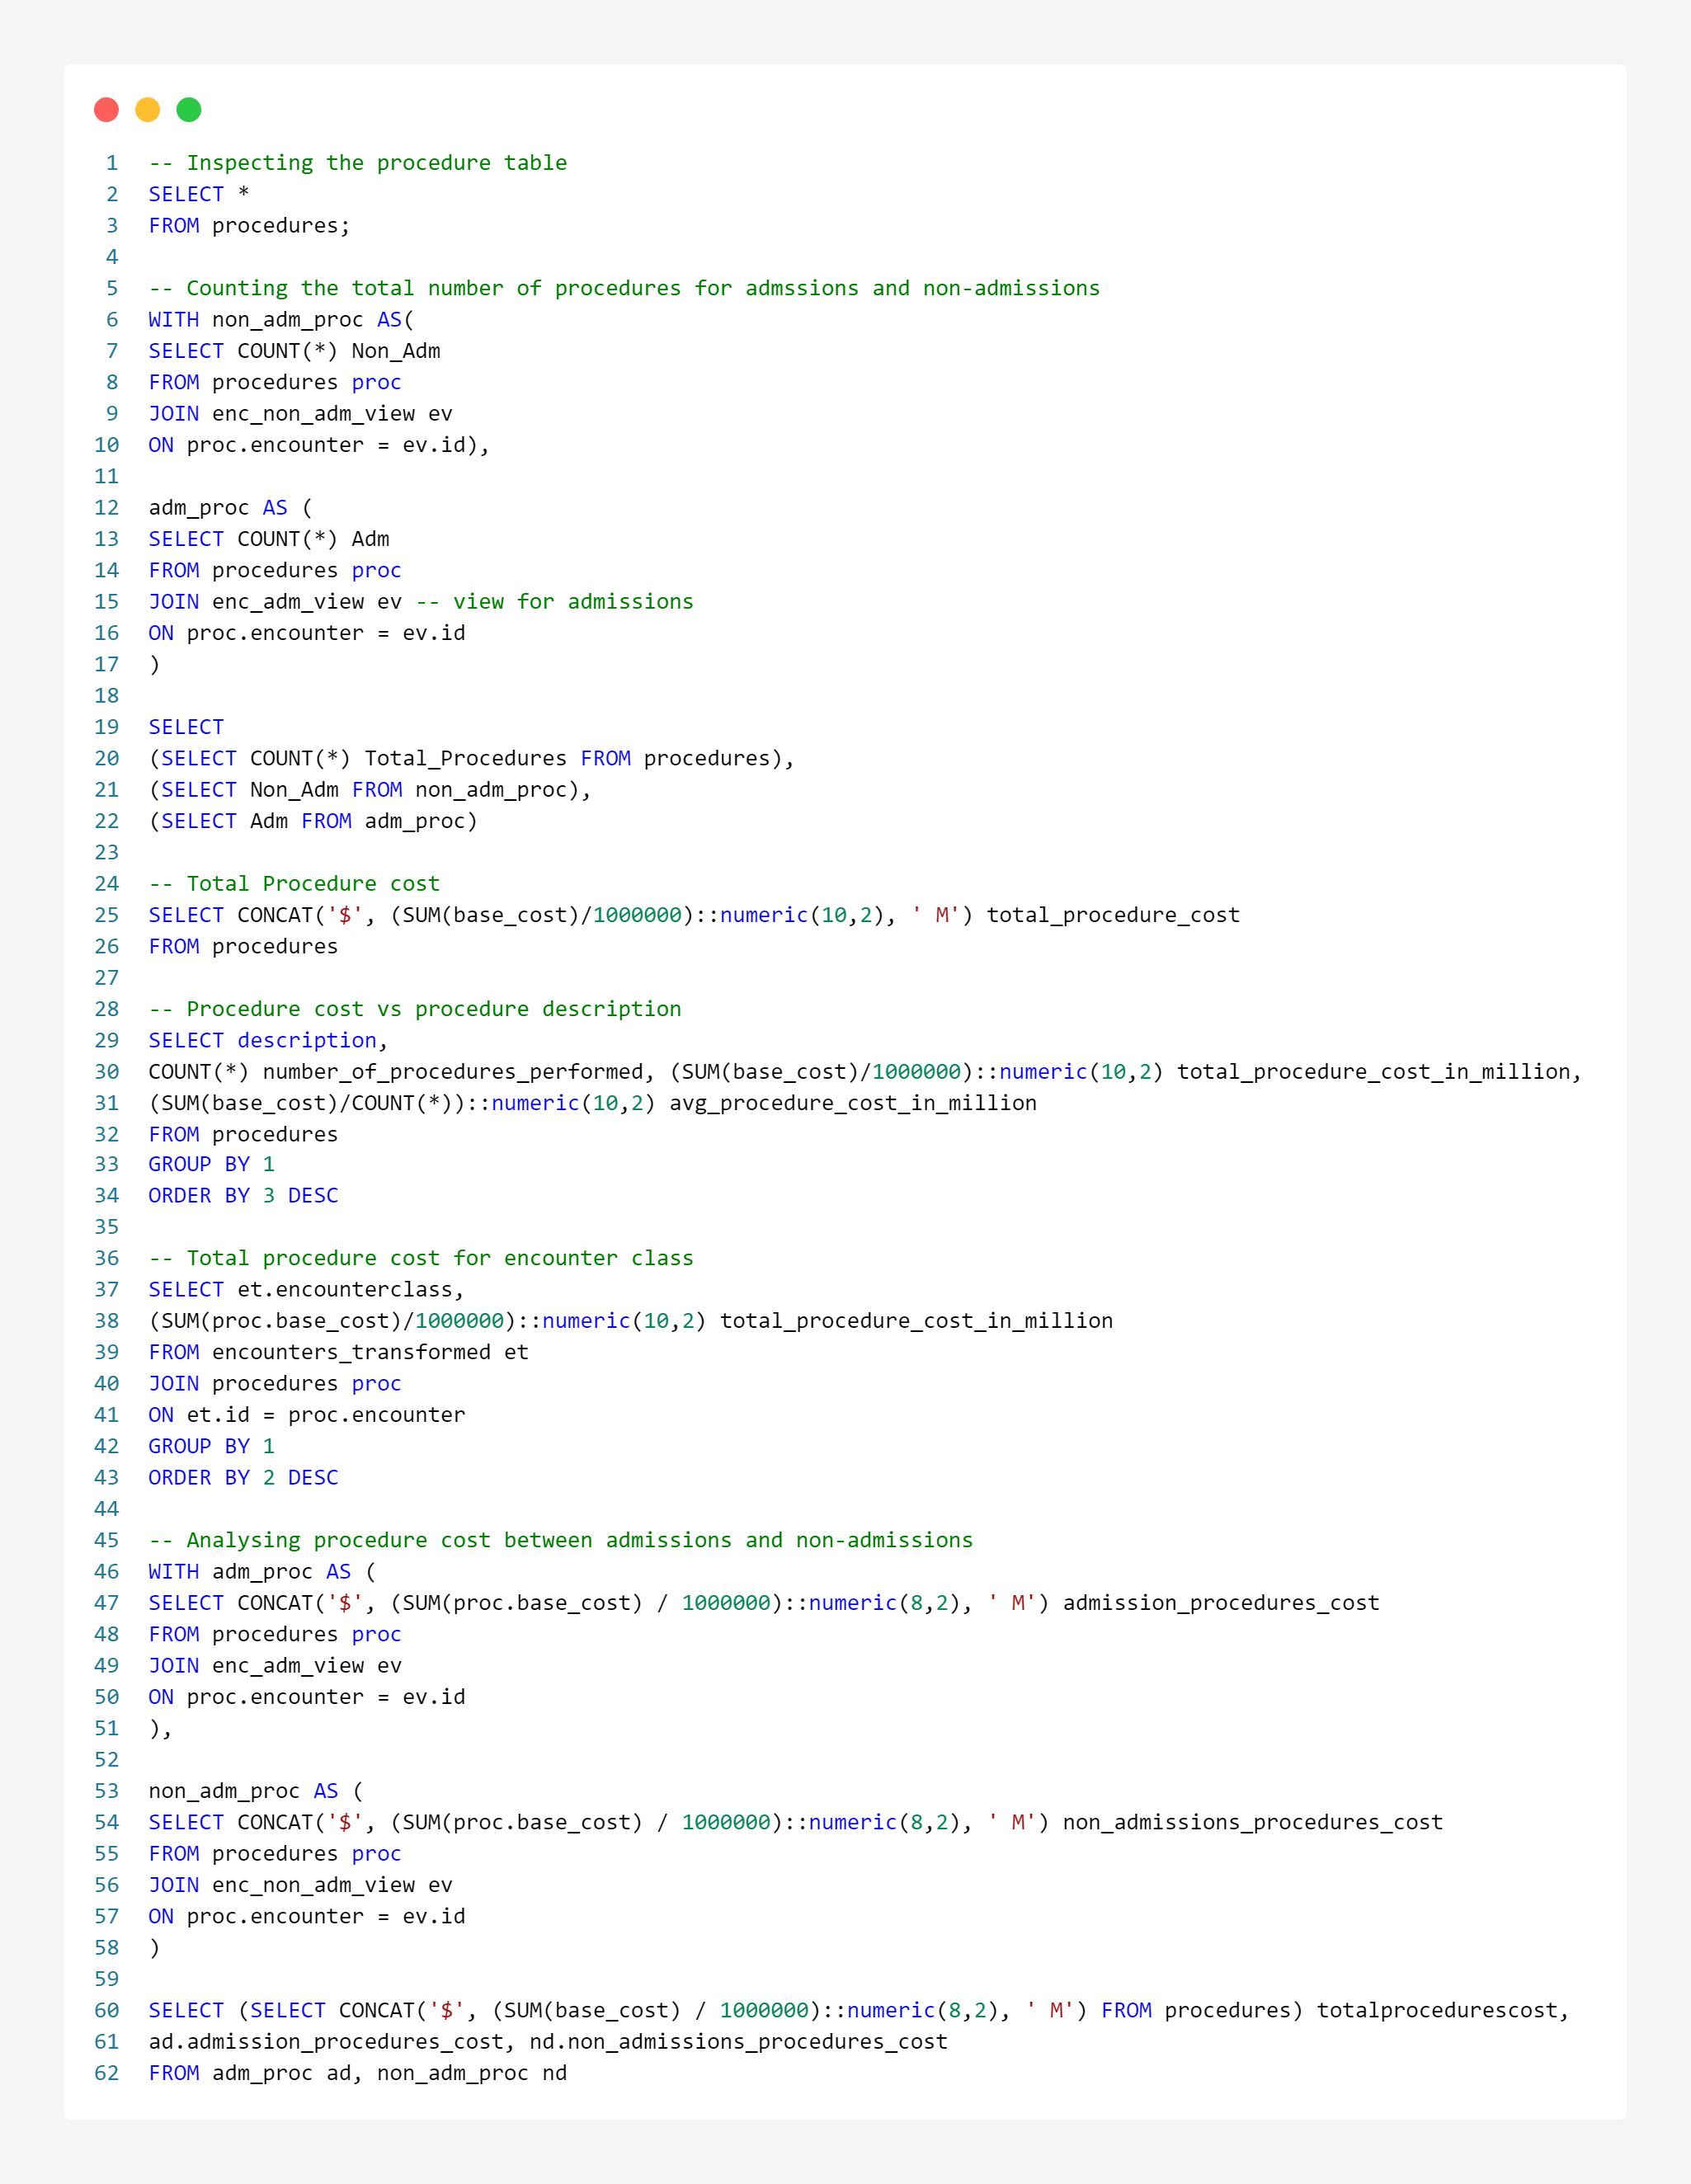 1 -- Inspecting the procedure table
2 SELECT *
3 FROM procedures;
4
5 -- Counting the total number of procedures for admssions and non-admissions
6 WITH non_adm_proc AS(
7 SELECT COUNT(*) Non_Adm
8 FROM procedures proc
9 JOIN enc_non_adm_view ev
10 ON proc.encounter = ev.id),
11
12 adm_proc AS (
13 SELECT COUNT(*) Adm
14 FROM procedures proc
15 JOIN enc_adm_view ev -- view for admissions
16 ON proc.encounter = ev.id
17 )
18
19 SELECT
20 (SELECT COUNT(*) Total_Procedures FROM procedures),
21 (SELECT Non_Adm FROM non_adm_proc),
22 (SELECT Adm FROM adm_proc)
23
24 -- Total Procedure cost
25 SELECT CONCAT('$', (SUM(base_cost)/1000000)::numeric(10,2), ' M') total_procedure_cost
26 FROM procedures
27
28 -- Procedure cost vs procedure description
29 SELECT description,
30 COUNT(*) number_of_procedures_performed, (SUM(base_cost)/1000000)::numeric(10,2) total_procedure_cost_in_million,
31 (SUM(base_cost)/COUNT(*))::numeric(10,2) avg_procedure_cost_in_million
32 FROM procedures
33 GROUP BY 1
34 ORDER BY 3 DESC
35
36 -- Total procedure cost for encounter class
37 SELECT et.encounterclass,
38 (SUM(proc.base_cost)/1000000)::numeric(10,2) total_procedure_cost_in_million
39 FROM encounters_transformed et
40 JOIN procedures proc
41 ON et.id = proc.encounter
42 GROUP BY 1
43 ORDER BY 2 DESC
44
45 -- Analysing procedure cost between admissions and non-admissions
46 WITH adm_proc AS (
47 SELECT CONCAT('$', (SUM(proc.base_cost) / 1000000)::numeric(8,2), ' M') admission_procedures_cost
48 FROM procedures proc
49 JOIN enc_adm_view ev
50 ON proc.encounter = ev.id
51 ),
52
53 non_adm_proc AS (
54 SELECT CONCAT('$', (SUM(proc.base_cost) / 1000000)::numeric(8,2), ' M') non_admissions_procedures_cost
55 FROM procedures proc
56 JOIN enc_non_adm_view ev
57 ON proc.encounter = ev.id
58 )
59
60 SELECT (SELECT CONCAT('$', (SUM(base_cost) / 1000000)::numeric(8,2), ' M') FROM procedures) totalprocedurescost,
61 ad.admission_procedures_cost, nd.non_admissions_procedures_cost
62 FROM adm_proc ad, non_adm_proc nd